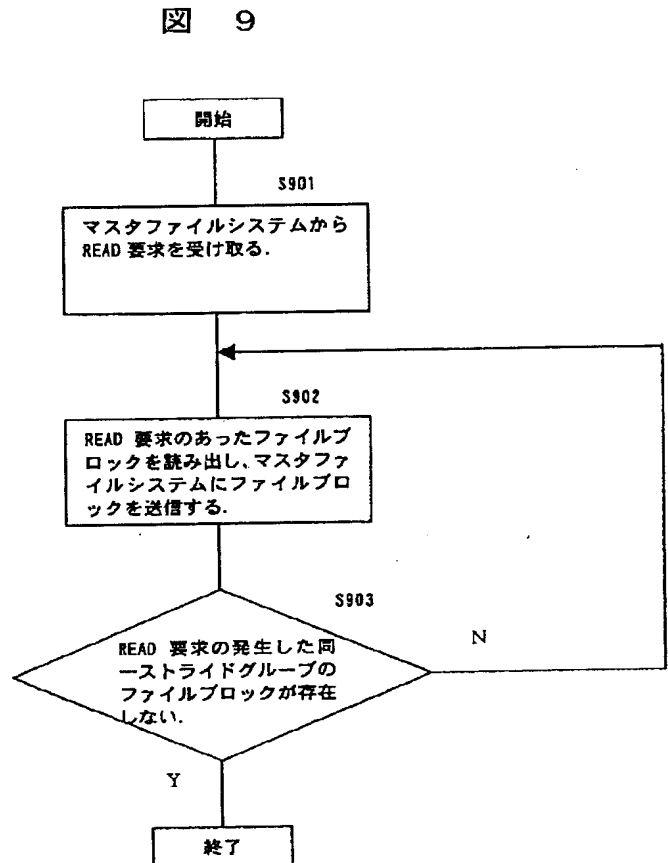 図 9
開始
S901
マスタファイルシステムから
READ 要求を受け取る.
S902
READ 要求のあったファイルブ
ロックを読み出し、マスタファ
イルシステムにファイルブロ
ックを送信する.
S903
READ 要求の発生した同
一ストライドグループの
ファイルブロックが存在
しない.
N
Y
終了